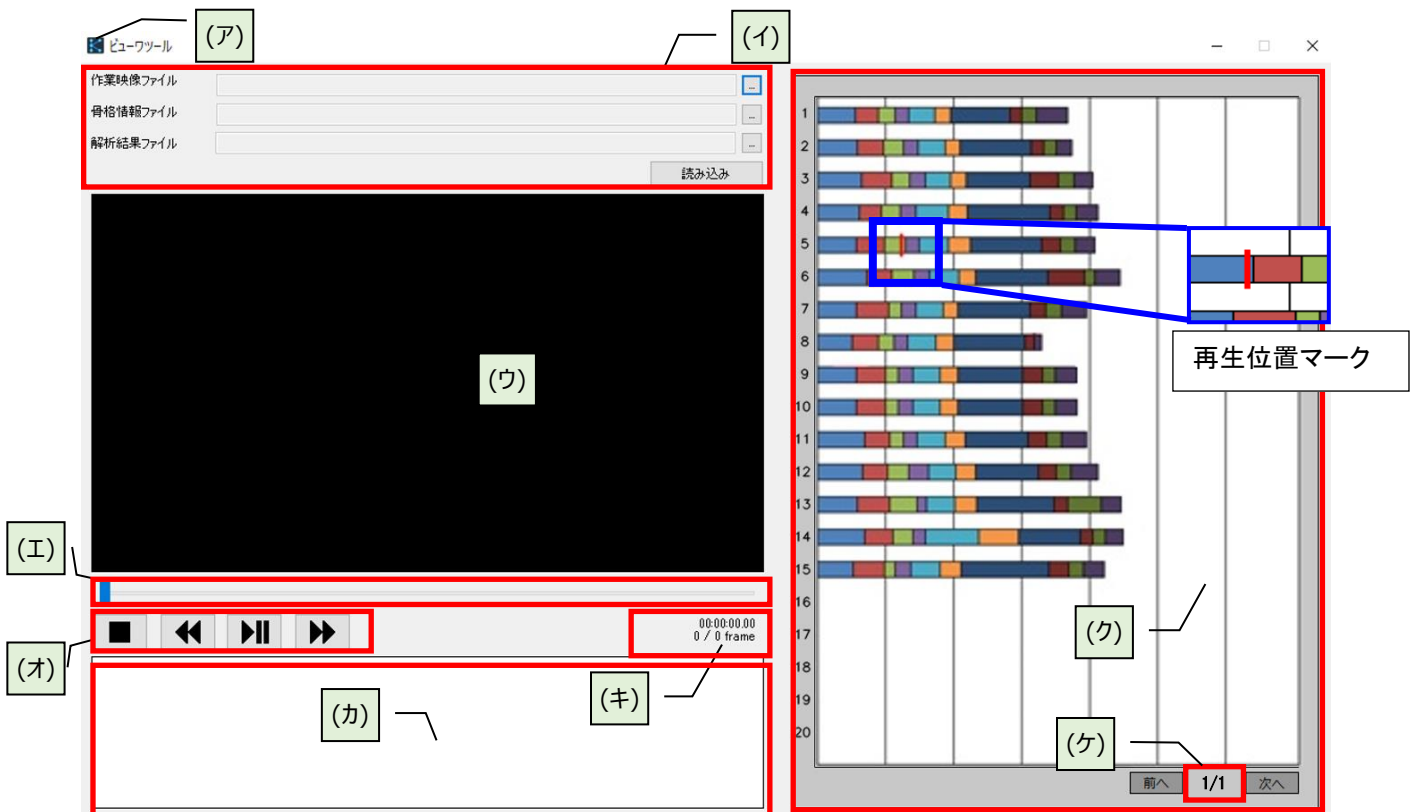 (ア)
(イ)
ビューワツール
作業映像ファイル
...
骨格情報ファイル
...
解析結果ファイル
...
読み込み
(ウ)
(エ)
00:00:00.00
0 / 0 frame
(オ)
(カ)
(キ)
1
2
3
4
5
6
7
8
9
10
11
12
13
14
15
16
17
18
19
20
再生位置マーク
(ク)
(ケ)
前へ 1/1 次へ